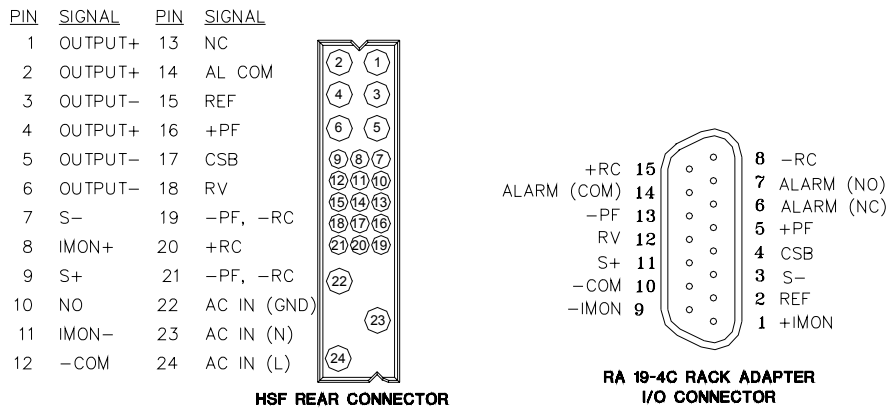 PIN SIGNAL PIN SIGNAL
1 OUTPUT+ 13 NC
2 OUTPUT+ 14 AL COM
3 OUTPUT− 15 REF
4 OUTPUT+ 16 +PF
5 OUTPUT− 17 CSB
6 OUTPUT− 18 RV
7 S− 19 −PF, −RC
8 IMON+ 20 +RC
9 S+ 21 −PF, −RC
10 NO 22 AC IN (GND)
11 IMON− 23 AC IN (N)
12 −COM 24 AC IN (L)
2 1
4 3
6 5
9 8 7
12 11 10
15 14 13
18 17 16
21 20 19
22
23
24
HSF REAR CONNECTOR
+RC 15
ALARM (COM) 14
−PF 13
RV 12
S+ 11
−COM 10
−IMON 9
8 −RC
7 ALARM (NO)
6 ALARM (NC)
5 +PF
4 CSB
3 S−
2 REF
1 +IMON
RA 19-4C RACK ADAPTER
I/O CONNECTOR